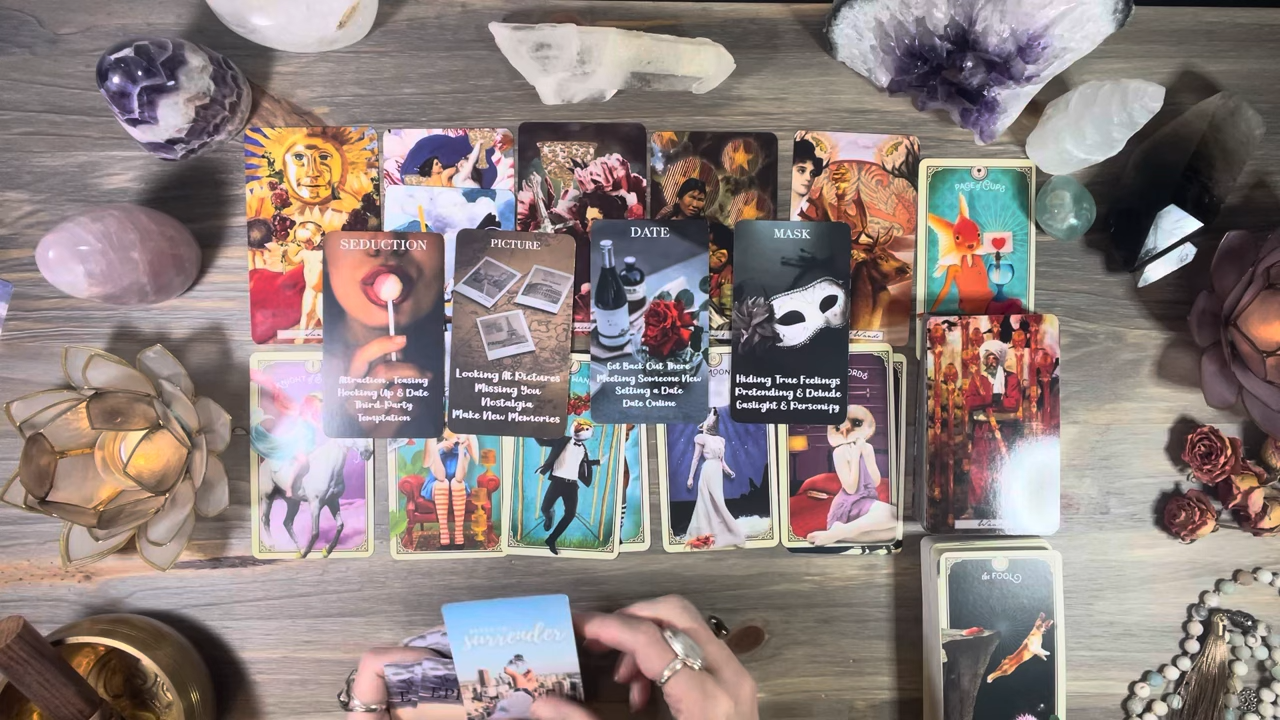 PAGE of CUPS
SEDUCTION
Attraction, Teasing
Hooking Up & Date
Third-Party
Temptation
PICTURE
Looking At Pictures
Missing You
Nostalgia
Make New Memories
DATE
Get Back Out There
Meeting Someone New
Setting a Date
Date Online
MASK
Hiding True Feelings
Pretending & Delude
Gaslight & Personify
MOON
Wands
the FOOL
surrender